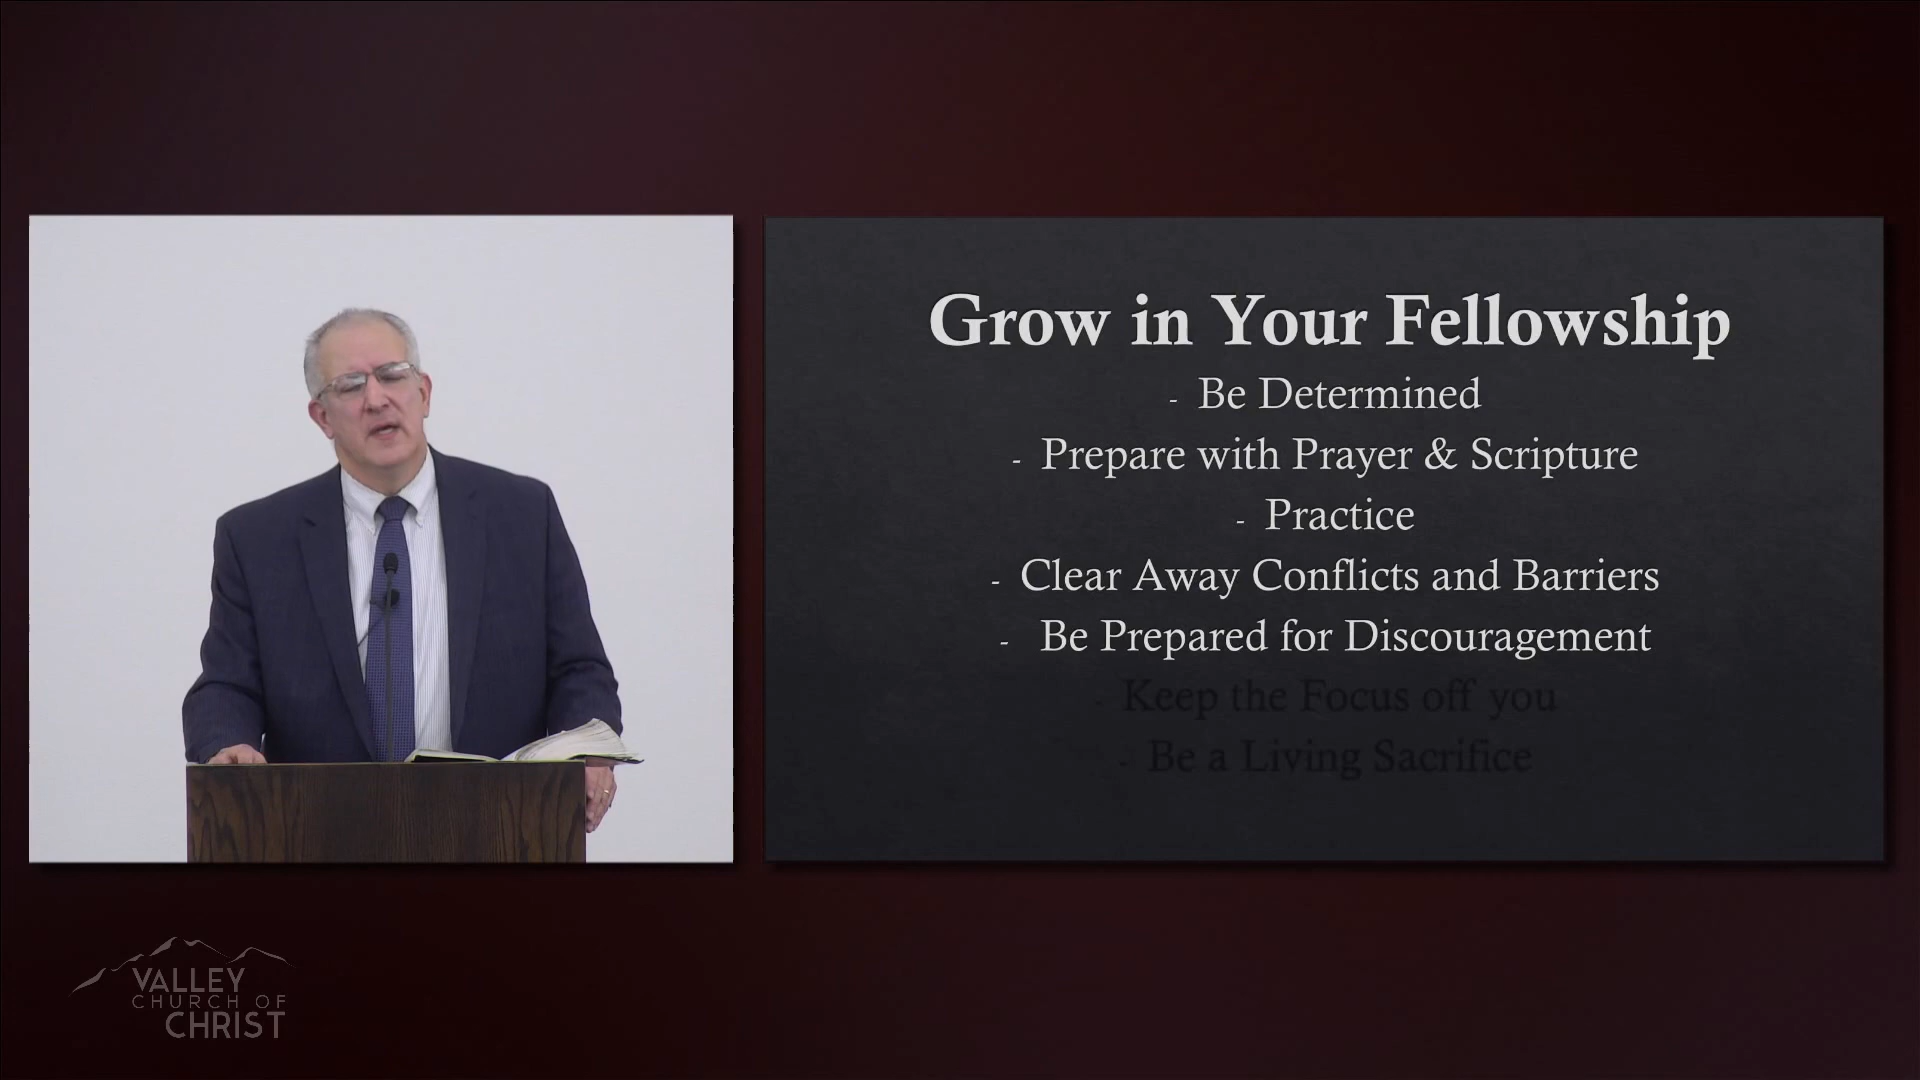 Grow in Your Fellowship
- Be Determined
- Prepare with Prayer & Scripture
- Practice
- Clear Away Conflicts and Barriers
- Be Prepared for Discouragement
- Keep the Focus off you
- Be a Living Sacrifice
VALLEY
CHURCH OF
CHRIST